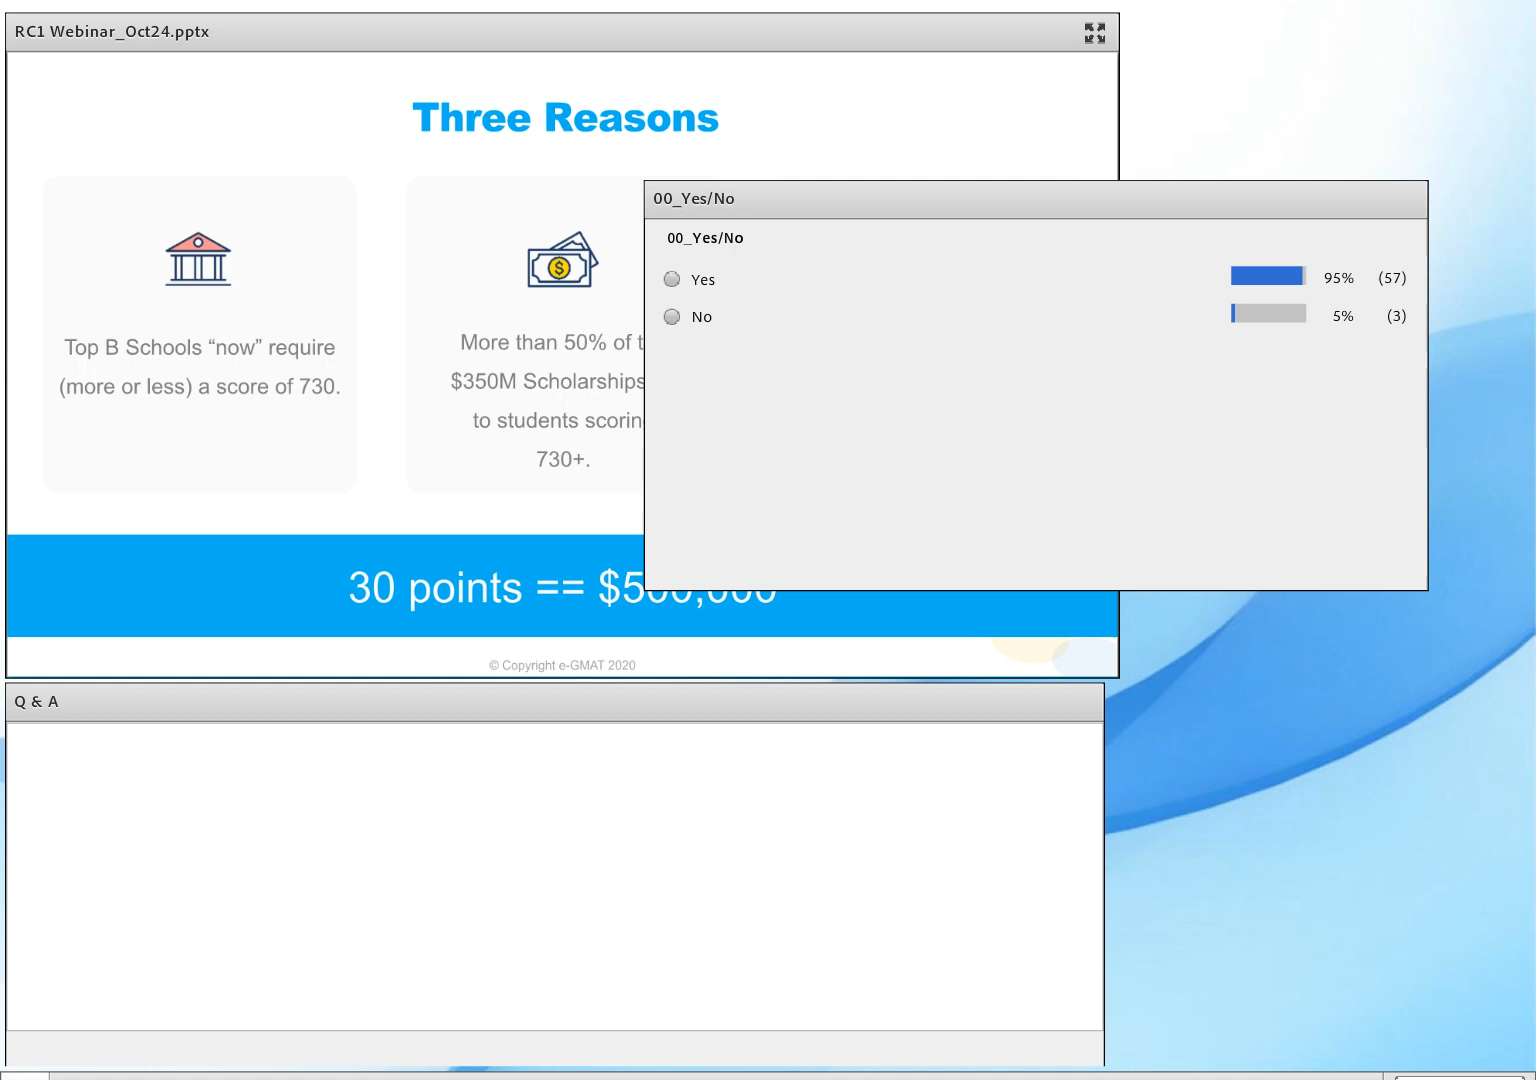 RC1 Webinar_Oct24.pptx
Three Reasons
Top B Schools “now” require
(more or less) a score of 730.
More than 50% of
$350M Scholarships
to students
730+.
30 points ==
© Copyright e-GMAT 2020
00_Yes/No
00_Yes/No
Yes 95% (57)
No 5% (3)
Q & A